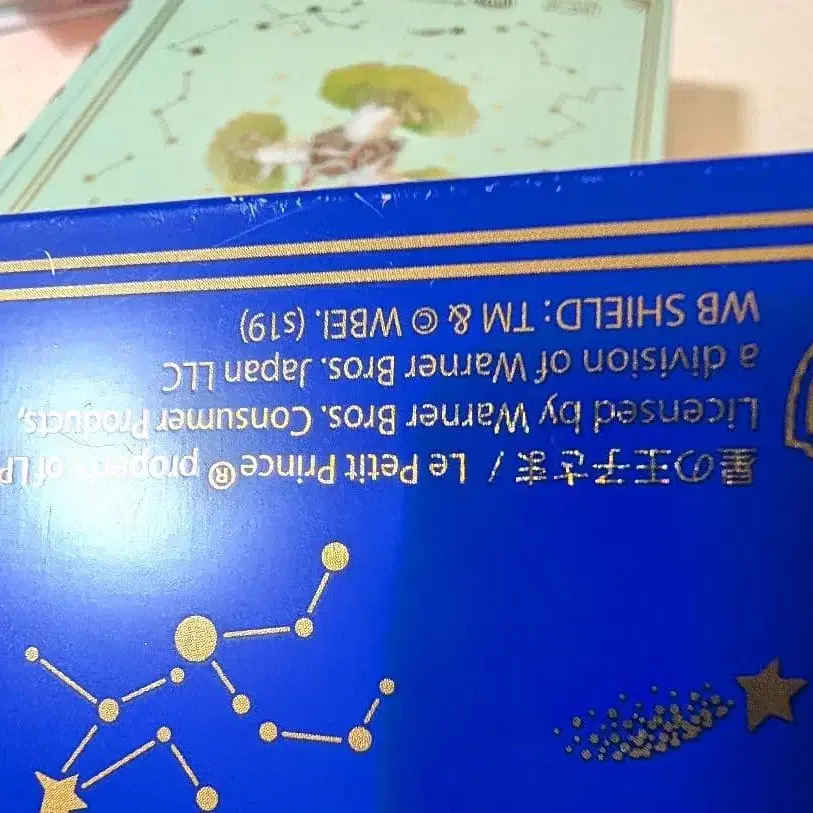 星の王子さま / Le Petit Prince® property of LP
Licensed by Warner Bros. Consumer Products,
a division of Warner Bros. Japan LLC
WB SHIELD: TM & © WBEI. (s19)